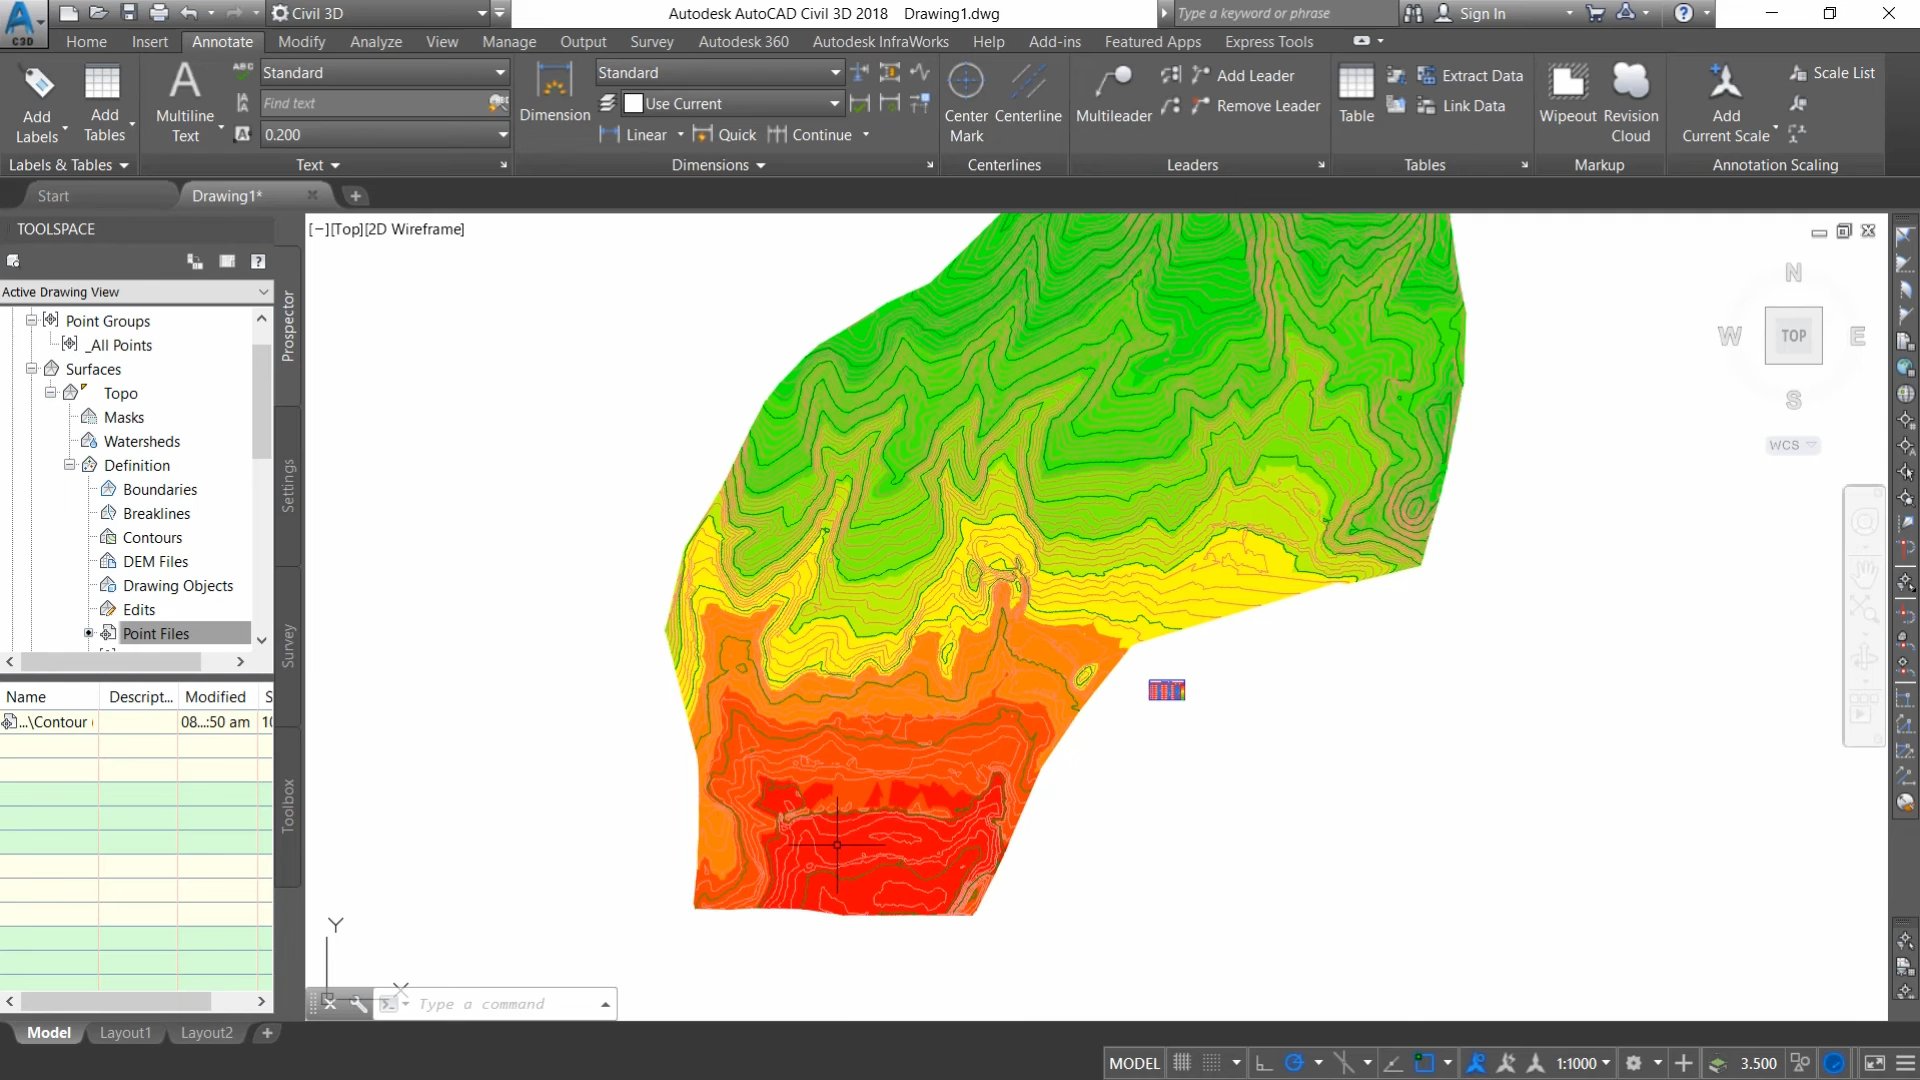 C3D
Civil 3D
Autodesk AutoCAD Civil 3D 2018 Drawing1.dwg
Type a keyword or phrase
Sign In
Home Insert Annotate Modify Analyze View Manage Output Survey Autodesk 360 Autodesk InfraWorks Help Add-ins Featured Apps Express Tools
Add Labels
Add Tables
Labels & Tables
Multiline Text
ABC Standard
Find text
0.200
Text
Dimension
Standard
Use Current
Linear Quick Continue
Dimensions
Center Mark
Centerline
Centerlines
Multileader
Add Leader
Remove Leader
Leaders
Table
Extract Data
Link Data
Tables
Wipeout
Revision Cloud
Markup
Add Current Scale
Scale List
Annotation Scaling
Start Drawing1*
TOOLSPACE
Active Drawing View
Point Groups
_All Points
Surfaces
Topo
Masks
Watersheds
Definition
Boundaries
Breaklines
Contours
DEM Files
Drawing Objects
Edits
Point Files
Prospector
Settings
Survey
Toolbox
Name Descript... Modified S
...\Contour 08...:50 am 10
[−][Top][2D Wireframe]
N
W TOP E
S
WCS
Y
X
Type a command
Model Layout1 Layout2
MODEL 1:1000 3.500